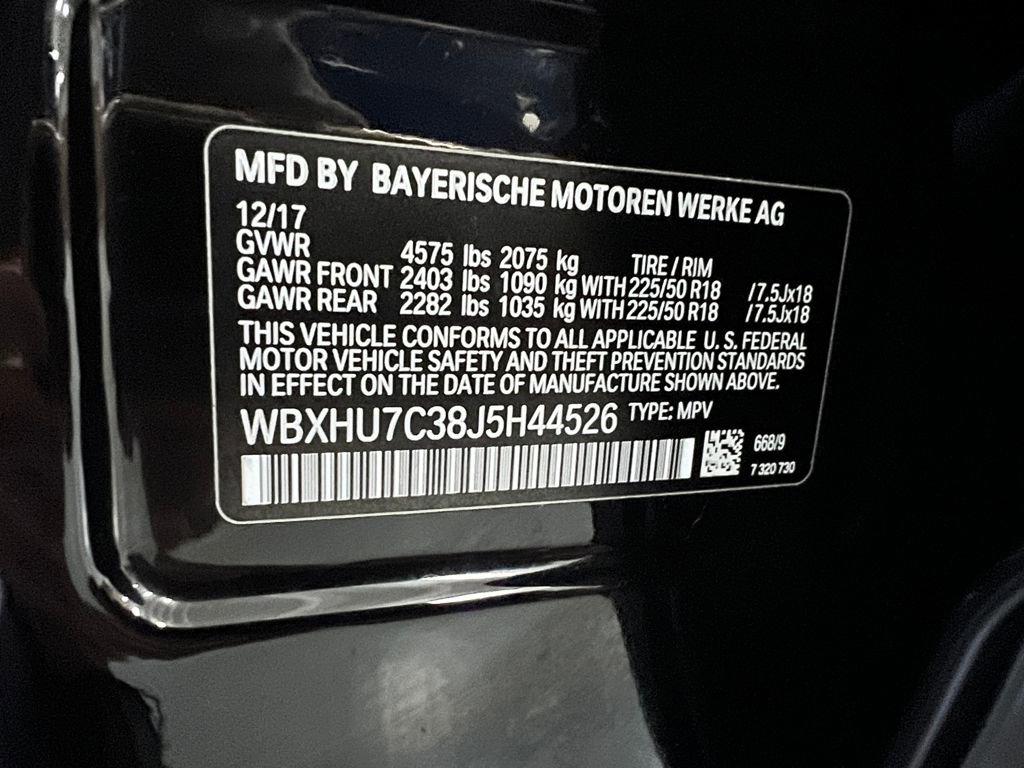 MFD BY BAYERISCHE MOTOREN WERKE AG
12/17
GVWR 4575 lbs 2075 kg TIRE / RIM
GAWR FRONT 2403 lbs 1090 kg WITH 225/50 R18 /7.5Jx18
GAWR REAR 2282 lbs 1035 kg WITH 225/50 R18 /7.5Jx18
THIS VEHICLE CONFORMS TO ALL APPLICABLE U. S. FEDERAL
MOTOR VEHICLE SAFETY AND THEFT PREVENTION STANDARDS
IN EFFECT ON THE DATE OF MANUFACTURE SHOWN ABOVE.
WBXHU7C38J5H44526 TYPE: MPV
668/9
7 320 730